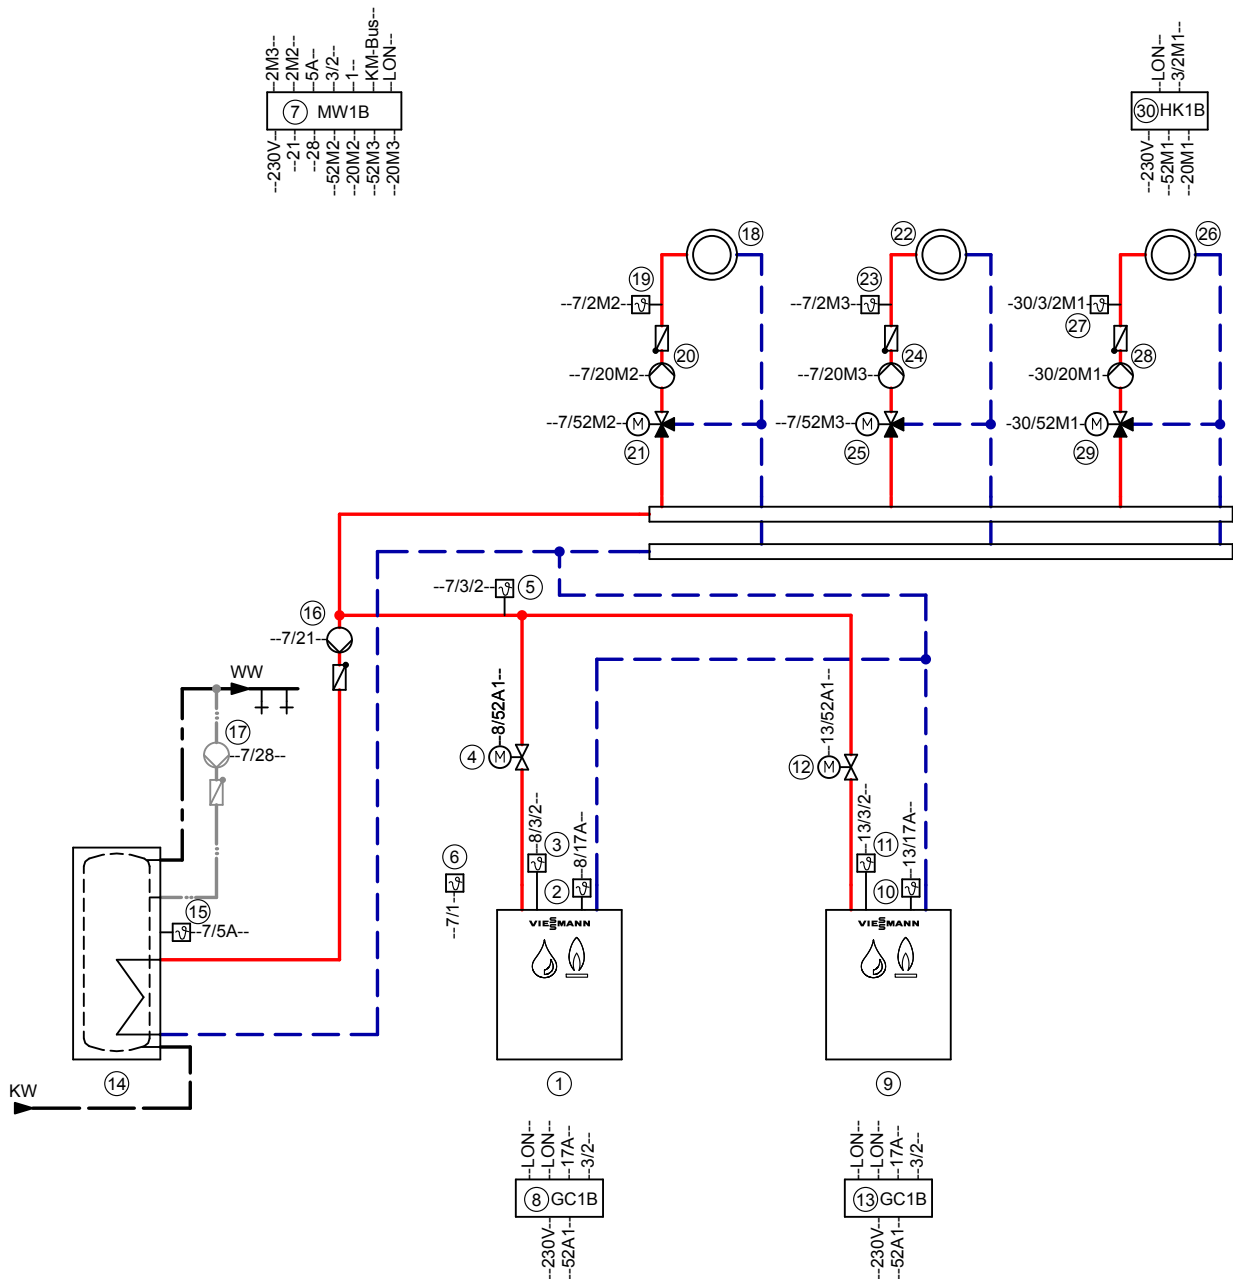 --2M3--
--2M2--
--5A--
--3/2--
--1--
--KM-Bus--
--LON--
7 MW1B
--230V--
--21--
--28--
--52M2--
--20M2--
--52M3--
--20M3--
--LON--
--3/2M1--
30 HK1B
--230V--
--52M1--
--20M1--
18
22
26
19
23
--7/2M2--
--7/2M3--
-30/3/2M1-
27
20
24
28
--7/20M2--
--7/20M3--
-30/20M1-
--7/52M2--
M
--7/52M3--
M
-30/52M1-
M
21
25
29
--7/3/2--
5
16
--7/21--
WW
17
--7/28--
--8/52A1--
4
M
--13/52A1--
12
M
--8/3/2--
3
--8/17A--
2
6
--7/1--
--13/3/2--
11
--13/17A--
10
15
--7/5A--
VIESSMANN
VIESSMANN
14
1
9
KW
--LON--
--LON--
--17A--
--3/2--
8 GC1B
--230V--
--52A1--
--LON--
--LON--
--17A--
--3/2--
13 GC1B
--230V--
--52A1--